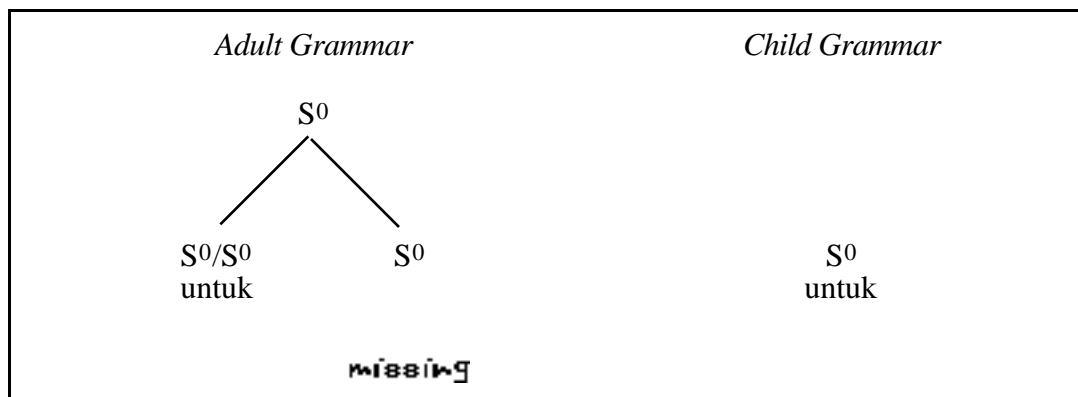 Adult Grammar Child Grammar
S0
S0/S0 S0 S0
untuk untuk
missing